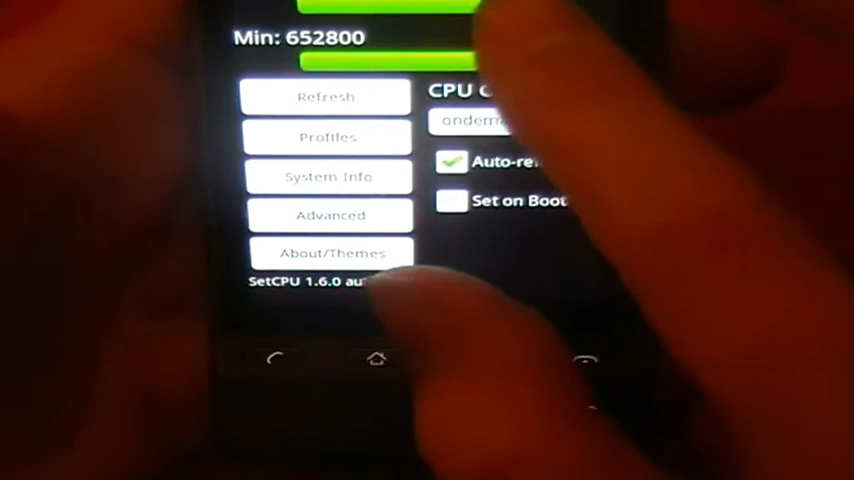 Min: 652800
Refresh
CPU
Profiles
System Info
Auto-re
Advanced
Set on Boot
About/Themes
SetCPU 1.6.0